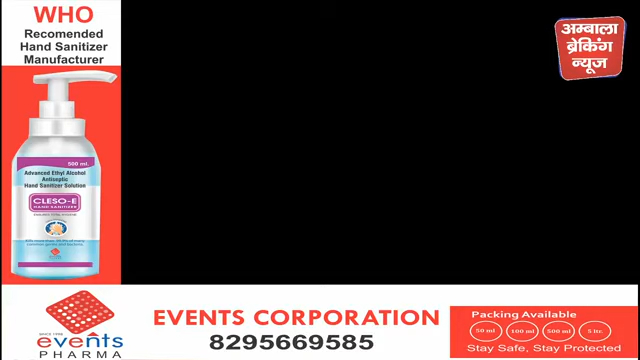 WHO
Recomended
Hand Sanitizer
Manufacturer
500 ml.
Advanced Ethyl Alcohol
Antiseptic
Hand Sanitizer Solution
CLESO-E
HAND SANITIZER
अम्बाला
ब्रेकिंग
न्यूज
SINCE 1998
events
PHARMA
EVENTS CORPORATION
8295669585
Packing Available
50 ml
100 ml
500 ml
5 ltc.
Stay Safe, Stay Protected